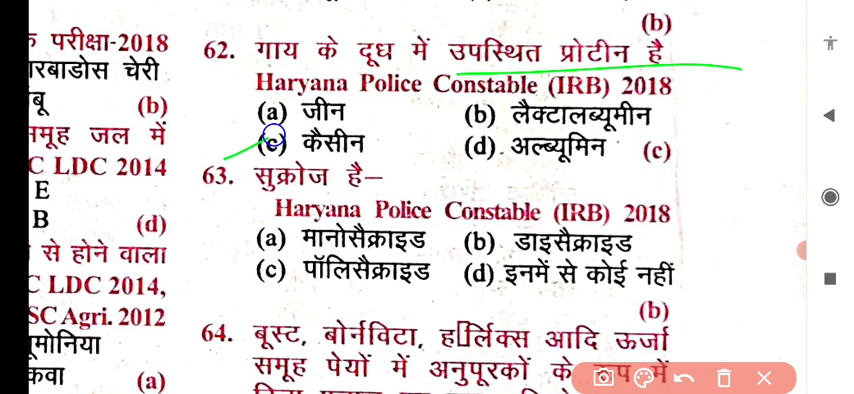 परीक्षा-2018
गरबाडोस चेरी
(b)
समूह जल में
C LDC 2014
E
B
(d)
से होने वाला
C LDC 2014,
SC Agri. 2012
(a)
(b)
62. गाय के दूध में उपस्थित प्रोटीन है
Haryana Police Constable (IRB) 2018
(a) जीन (b) लैक्टालब्यूमीन
(c) कैसीन (d) अल्ब्यूमिन (c)
63. सुक्रोज है–
Haryana Police Constable (IRB) 2018
(a) मानोसैक्राइड (b) डाइसैक्राइड
(c) पॉलिसैक्राइड (d) इनमें से कोई नहीं
(b)
64. बूस्ट, बोर्नविटा, हॉर्लिक्स आदि ऊर्जा
समूह पेयों में अनुपूरकों के रूप में